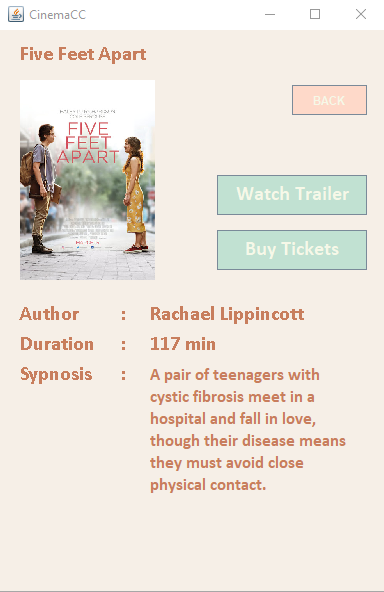 CinemaCC
Five Feet Apart
BACK
FIVE
FEET
APART
Watch Trailer
Buy Tickets
Author : Rachael Lippincott
Duration : 117 min
Sypnosis : A pair of teenagers with
cystic fibrosis meet in a
hospital and fall in love,
though their disease means
they must avoid close
physical contact.